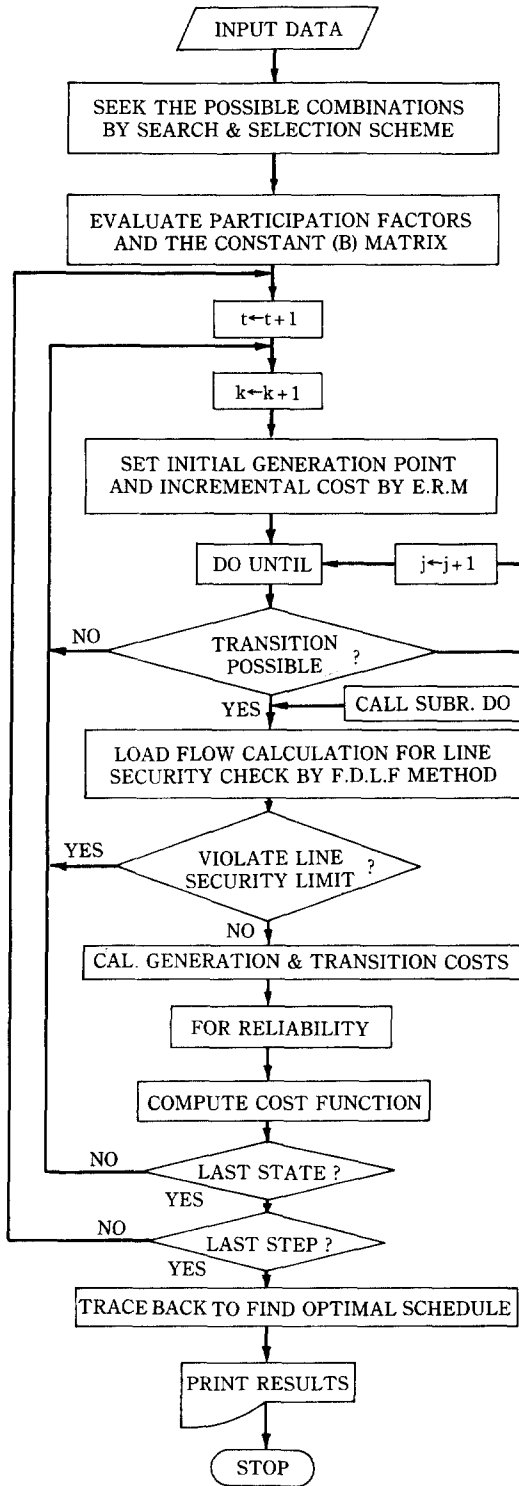 INPUT DATA
SEEK THE POSSIBLE COMBINATIONS
BY SEARCH & SELECTION SCHEME
EVALUATE PARTICIPATION FACTORS
AND THE CONSTANT (B) MATRIX
t←t+1
k←k+1
SET INITIAL GENERATION POINT
AND INCREMENTAL COST BY E.R.M
DO UNTIL
j←j+1
NO
TRANSITION
POSSIBLE ?
YES
CALL SUBR. DO
LOAD FLOW CALCULATION FOR LINE
SECURITY CHECK BY F.D.L.F METHOD
YES
VIOLATE LINE
SECURITY LIMIT ?
NO
CAL. GENERATION & TRANSITION COSTS
FOR RELIABILITY
COMPUTE COST FUNCTION
NO
LAST STATE ?
YES
NO
LAST STEP ?
YES
TRACE BACK TO FIND OPTIMAL SCHEDULE
PRINT RESULTS
STOP